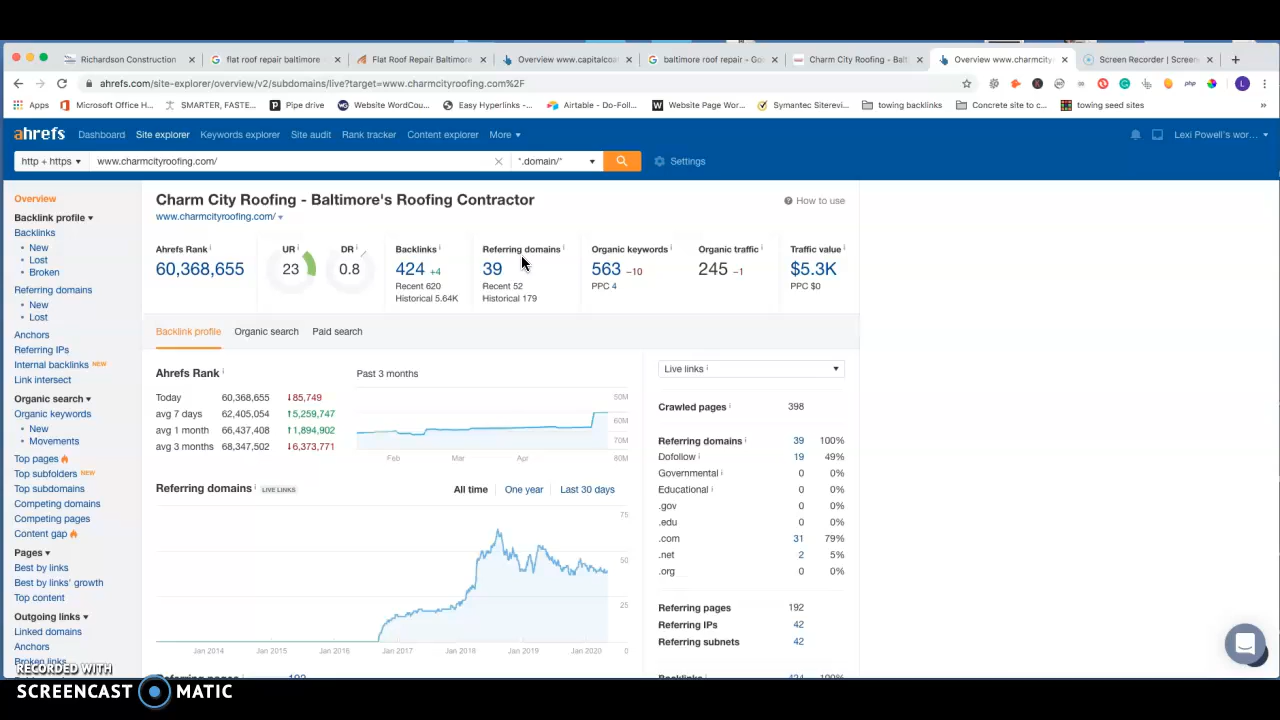 Richardson Construction
flat roof repair baltimore
Flat Roof Repair Baltimore
Overview www.capitalcoa
baltimore roof repair - Go
Charm City Roofing - Balt
Overview: www.charmcity
Screen Recorder | Screen
ahrefs.com/site-explorer/overview/v2/subdomains/live?target=www.charmcityroofing.com%2F
Apps
Microsoft Office H...
SMARTER, FASTE...
Pipe drive
Website WordCou...
Easy Hyperlinks -...
Airtable - Do-Foll...
Website Page Wor...
Symantec Siterevi...
towing backlinks
Concrete site to c...
towing seed sites
»
ahrefs
Dashboard
Site explorer
Keywords explorer
Site audit
Rank tracker
Content explorer
More
Lexi Powell's wor...
http + https
www.charmcityroofing.com/
*.domain/*
Settings
Overview
Backlink profile
Backlinks
New
Lost
Broken
Referring domains
New
Lost
Anchors
Referring IPs
Internal backlinks NEW
Link intersect
Organic search
Organic keywords
New
Movements
Top pages
Top subfolders NEW
Top subdomains
Competing domains
Competing pages
Content gap
Pages
Best by links
Best by links' growth
Top content
Outgoing links
Linked domains
Anchors
Broken links
Charm City Roofing - Baltimore's Roofing Contractor
How to use
www.charmcityroofing.com/
Ahrefs Rank
60,368,655
UR
23
DR
0.8
Backlinks
424 +4
Recent 620
Historical 5.64K
Referring domains
39
Recent 52
Historical 179
Organic keywords
563 −10
PPC 4
Organic traffic
245 −1
Traffic value
$5.3K
PPC $0
Backlink profile
Organic search
Paid search
Ahrefs Rank
Today 60,368,655 ↓85,749
avg 7 days 62,405,054 ↑5,259,747
avg 1 month 66,437,408 ↑1,894,902
avg 3 months 68,347,502 ↓6,373,771
Past 3 months
50M
60M
70M
80M
Feb Mar Apr
Referring domains LIVE LINKS
All time
One year
Last 30 days
75
50
25
0
Jan 2014 Jan 2015 Jan 2016 Jan 2017 Jan 2018 Jan 2019 Jan 2020
Referring pages 192
Live links
Crawled pages 398
Referring domains 39 100%
Dofollow 19 49%
Governmental 0 0%
Educational 0 0%
.gov 0 0%
.edu 0 0%
.com 31 79%
.net 2 5%
.org 0 0%
Referring pages 192
Referring IPs 42
Referring subnets 42
Backlinks 424 100%
RECORDED WITH
SCREENCAST MATIC